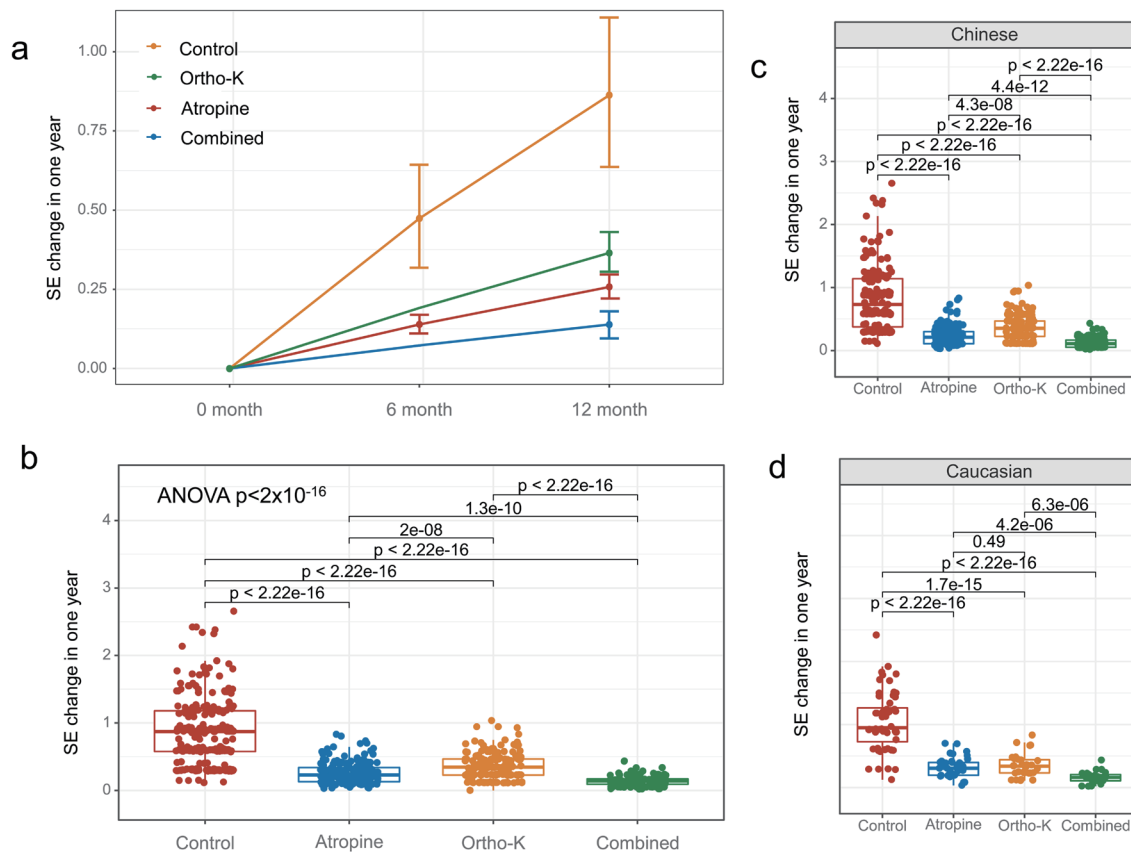 a
SE change in one year
1.00
0.75
0.50
0.25
0.00
Control
Ortho-K
Atropine
Combined
0 month
6 month
12 month
b
SE change in one year
4
3
2
1
0
ANOVA p<2x10⁻¹⁶
p < 2.22e-16
1.3e-10
2e-08
p < 2.22e-16
p < 2.22e-16
p < 2.22e-16
Control
Atropine
Ortho-K
Combined
c
Chinese
SE change in one year
4
3
2
1
0
p < 2.22e-16
4.4e-12
4.3e-08
p < 2.22e-16
p < 2.22e-16
p < 2.22e-16
Control
Atropine
Ortho-K
Combined
d
Caucasian
SE change in one year
6.3e-06
4.2e-06
0.49
p < 2.22e-16
1.7e-15
p < 2.22e-16
Control
Atropine
Ortho-K
Combined